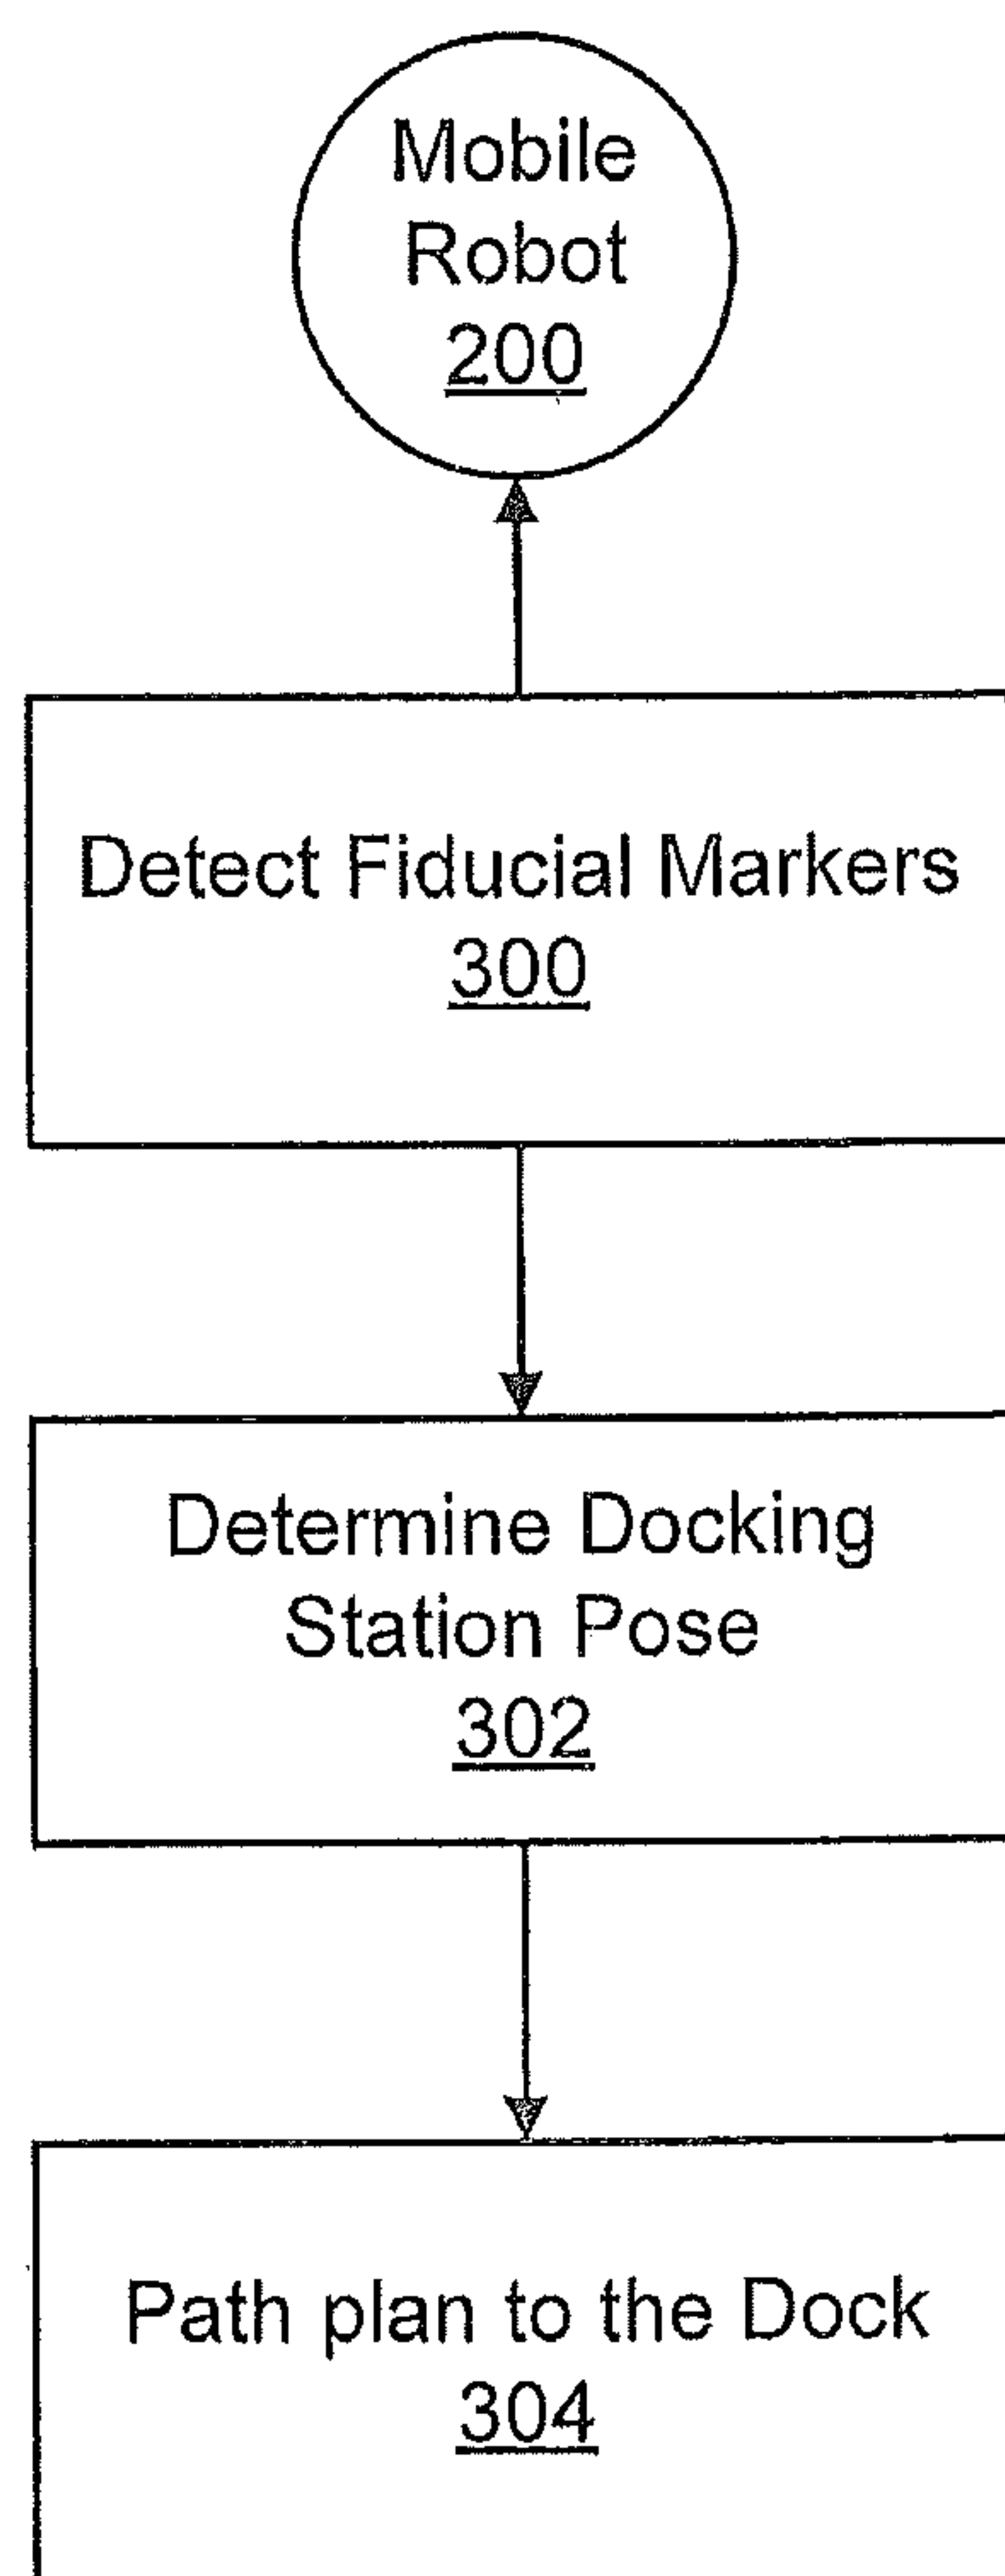 Mobile
Robot
200
Detect Fiducial Markers
300
Determine Docking
Station Pose
302
Path plan to the Dock
304